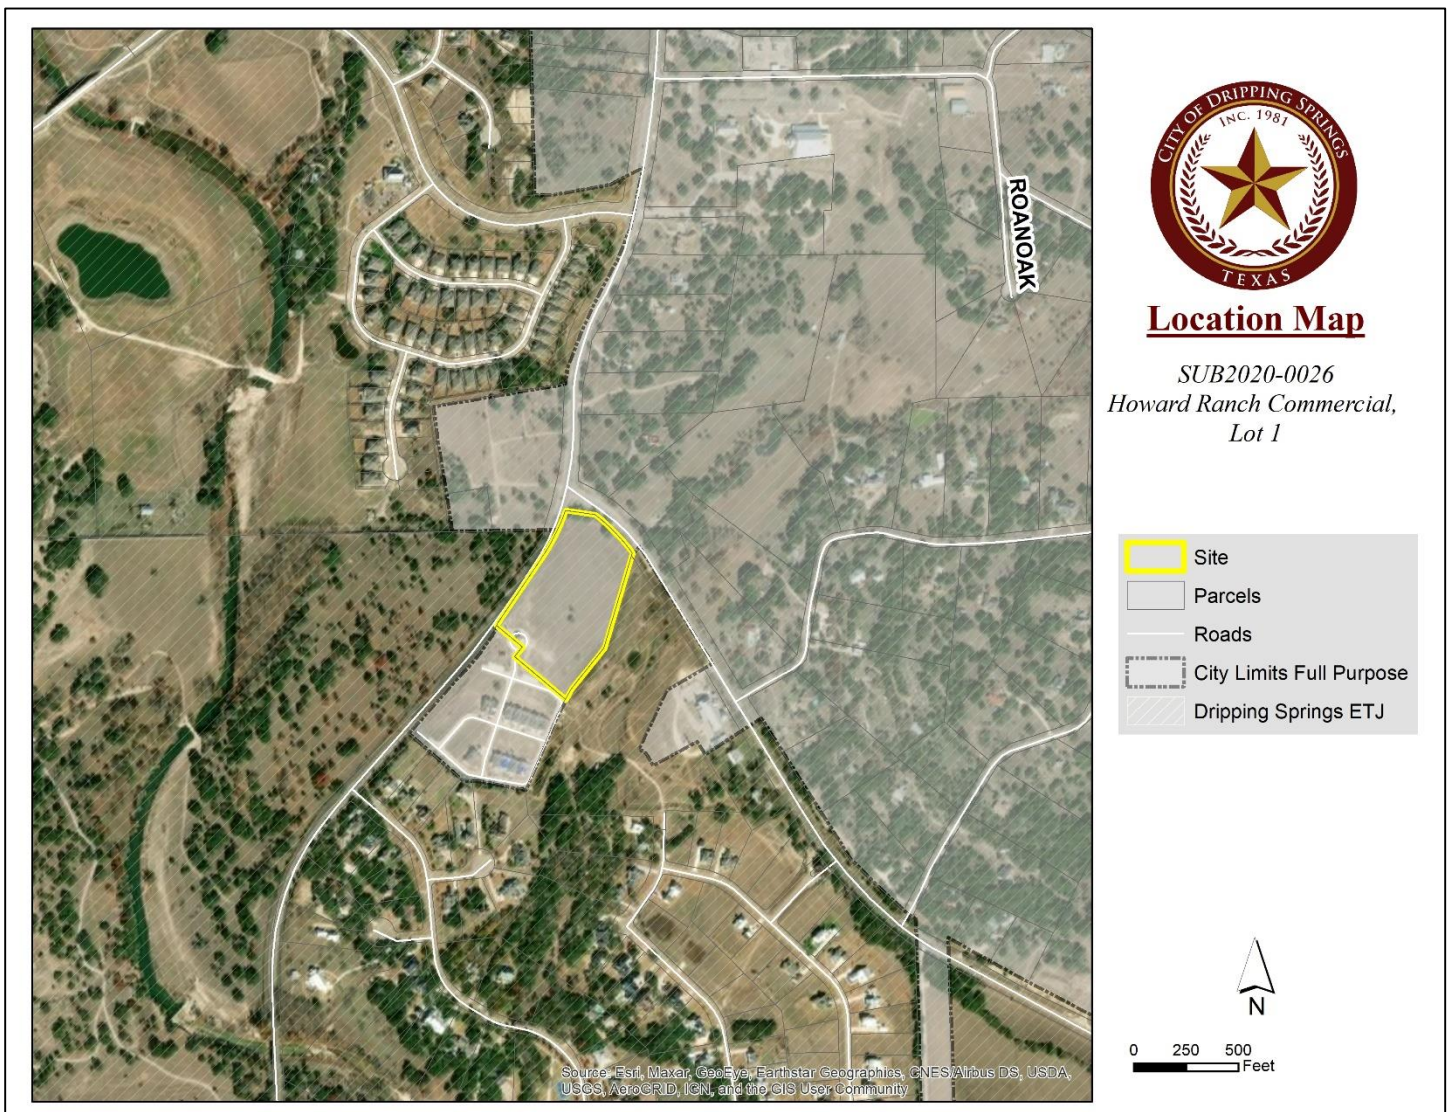 CITY OF DRIPPING SPRINGS
INC. 1981
TEXAS
Location Map
SUB2020-0026
Howard Ranch Commercial,
Lot 1
ROANOAK
Site
Parcels
Roads
City Limits Full Purpose
Dripping Springs ETJ
N
0 250 500
Feet
Source: Esri, Maxar, GeoEye, Earthstar Geographics, CNES/Airbus DS, USDA,
USGS, AeroGRID, IGN, and the GIS User Community